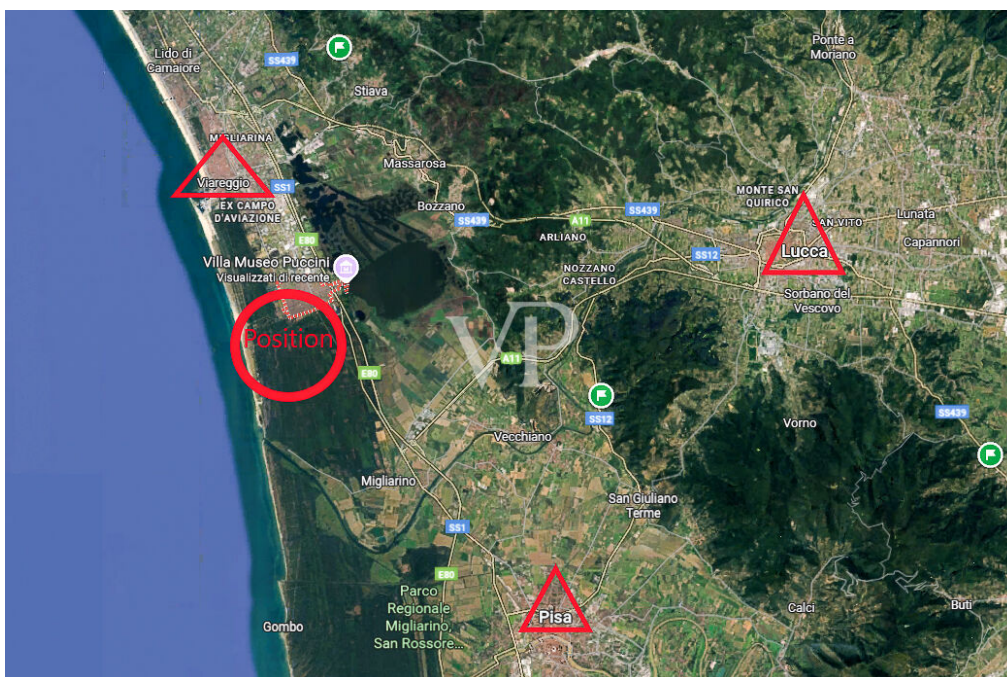 Lido di
Camaiore
SS439
Stiava
Ponte a
Moriano
MIGLIARINA
Massarosa
Viareggio
SS1
EX CAMPO
D'AVIAZIONE
Bozzano
SS439
A11
SS439
MONTE SAN
QUIRICO
SAN VITO
Lunata
ARLIANO
E80
SS12
Lucca
Capannori
Villa Museo Puccini
Visualizzati di recente
NOZZANO
CASTELLO
Sorbano del
Vescovo
VP
Position
A11
E80
SS12
SS439
Vecchiano
Vorno
Migliarino
San Giuliano
Terme
SS1
E80
Parco
Regionale
Migliarino,
San Rossore...
Pisa
Calci
Buti
Gombo